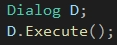 Dialog D;
D.Execute();